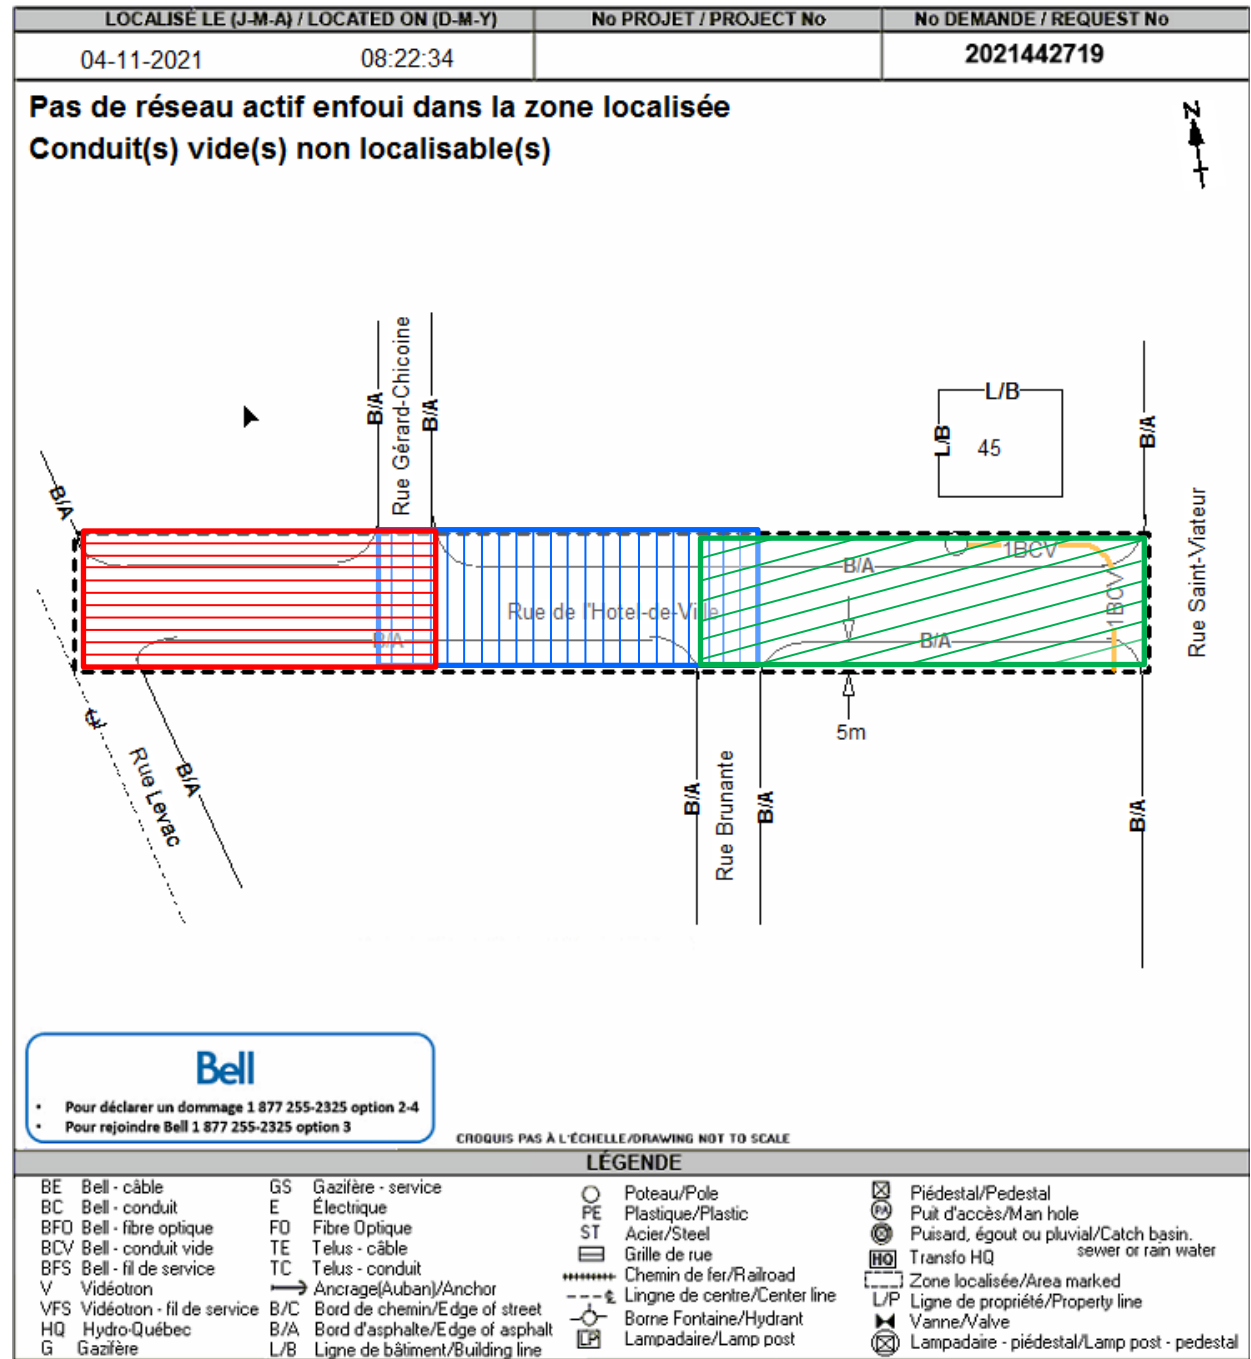 LOCALISÉ LE (J-M-A) / LOCATED ON (D-M-Y)
No PROJET / PROJECT No
No DEMANDE / REQUEST No
04-11-2021
08:22:34
2021442719
Pas de réseau actif enfoui dans la zone localisée
Conduit(s) vide(s) non localisable(s)
N
B/A
Rue Gérard-Chicoine
B/A
L/B
L/B
45
B/A
B/A
Rue Saint-Viateur
1BCV
B/A
1BCV
Rue de l'Hotel-de-Ville
B/A
B/A
5m
Rue Levac
B/A
B/A
Rue Brunante
B/A
B/A
Bell
• Pour déclarer un dommage 1 877 255-2325 option 2-4
• Pour rejoindre Bell 1 877 255-2325 option 3
CROQUIS PAS À L'ÉCHELLE/DRAWING NOT TO SCALE
LÉGENDE
BE Bell - câble
BC Bell - conduit
BFO Bell - fibre optique
BCV Bell - conduit vide
BFS Bell - fil de service
V Vidéotron
VFS Vidéotron - fil de service
HQ Hydro-Québec
G Gazifère
GS Gazifère - service
E Électrique
FO Fibre Optique
TE Telus - câble
TC Telus - conduit
Ancrage(Auban)/Anchor
B/C Bord de chemin/Edge of street
B/A Bord d'asphalte/Edge of asphalt
L/B Ligne de bâtiment/Building line
Poteau/Pole
PE Plastique/Plastic
ST Acier/Steel
Grille de rue
Chemin de fer/Railroad
Lingne de centre/Center line
Borne Fontaine/Hydrant
LP Lampadaire/Lamp post
Piédestal/Pedestal
PA Puit d'accès/Man hole
Puisard, égout ou pluvial/Catch basin.
sewer or rain water
HQ Transfo HQ
Zone localisée/Area marked
L/P Ligne de propriété/Property line
Vanne/Valve
Lampadaire - piédestal/Lamp post - pedestal